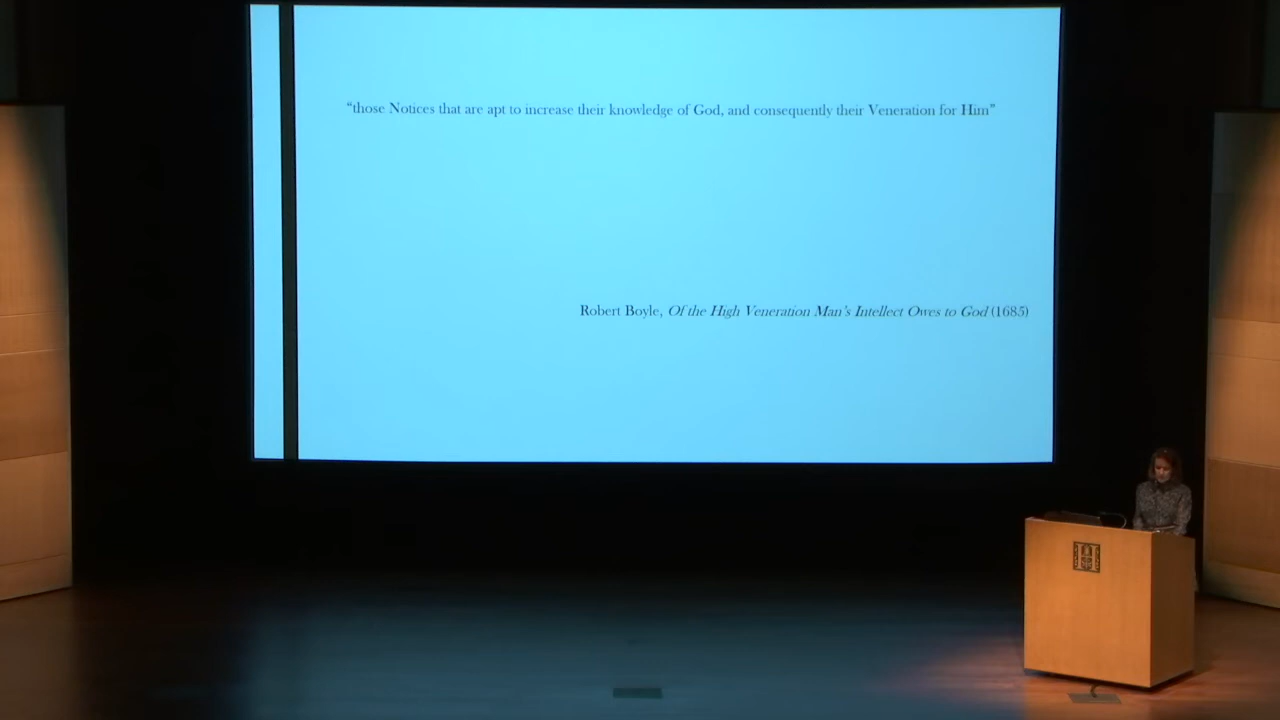 “those Notices that are apt to increase their knowledge of God, and consequently their Veneration for Him”
Robert Boyle, Of the High Veneration Man’s Intellect Owes to God (1685)
H